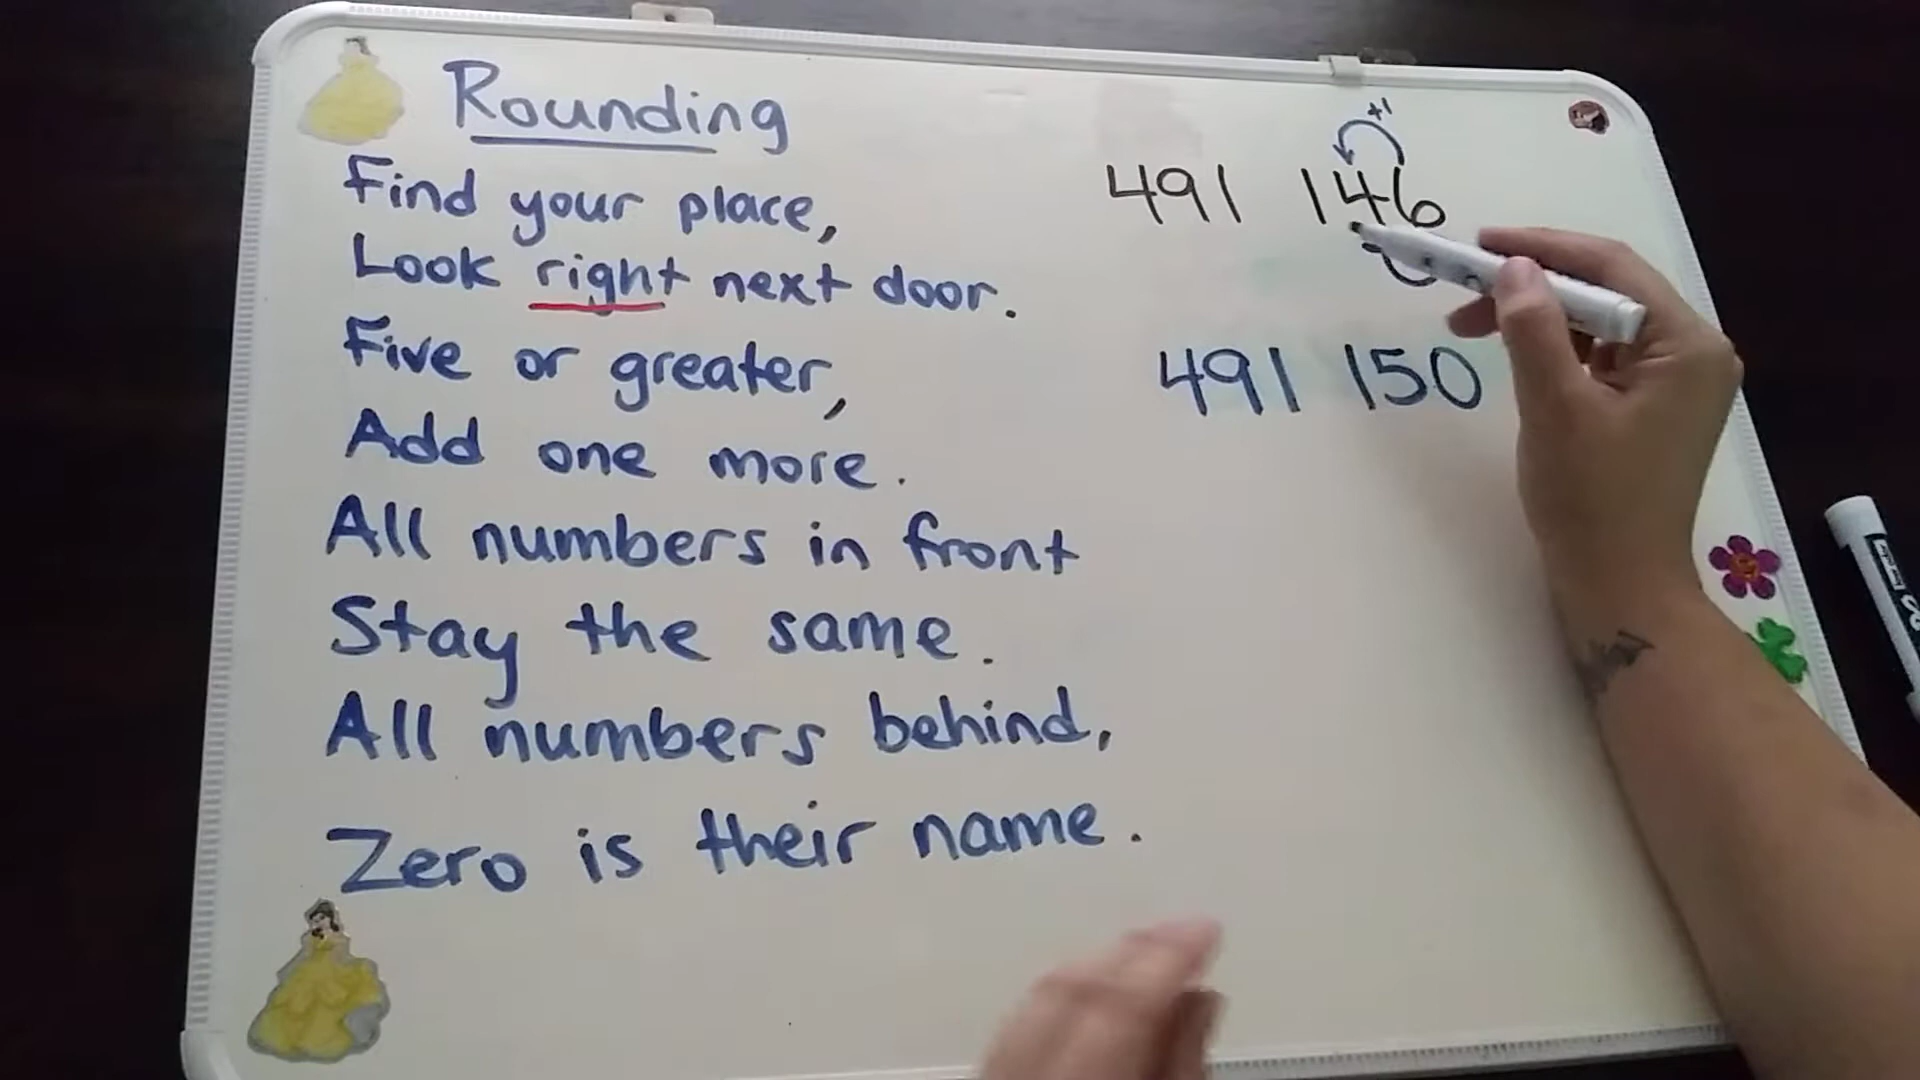 Rounding
Find your place,
Look right next door.
Five or greater,
Add one more.
All numbers in front
Stay the same.
All numbers behind,
Zero is their name.
+1
491 146
491 150